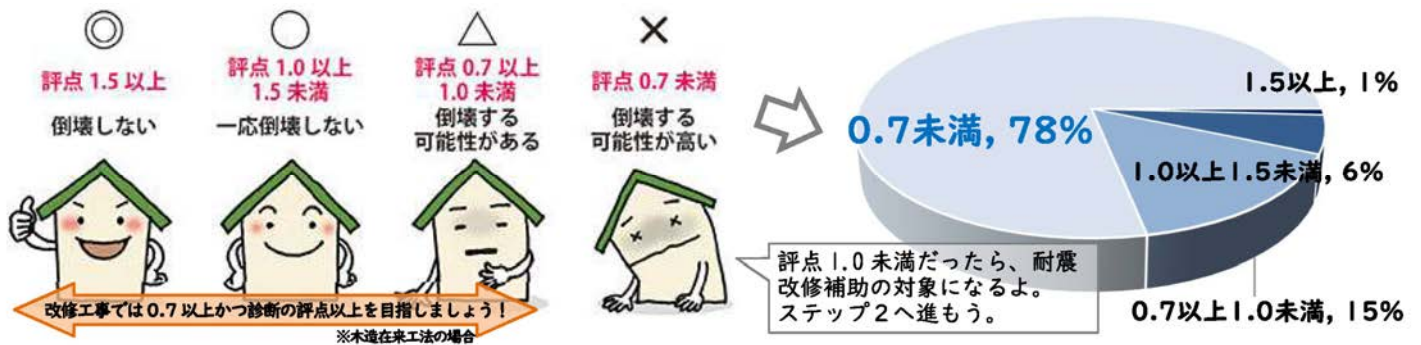 ◎
評点 1.5 以上
倒壊しない
○
評点 1.0 以上
1.5 未満
一応倒壊しない
△
評点 0.7 以上
1.0 未満
倒壊する
可能性がある
×
評点 0.7 未満
倒壊する
可能性が高い
改修工事では 0.7 以上かつ診断の評点以上を目指しましょう！
※木造在来工法の場合
評点 1.0 未満だったら、耐震
改修補助の対象になるよ。
ステップ２へ進もう。
1.5以上, 1%
0.7未満, 78%
1.0以上1.5未満, 6%
0.7以上1.0未満, 15%